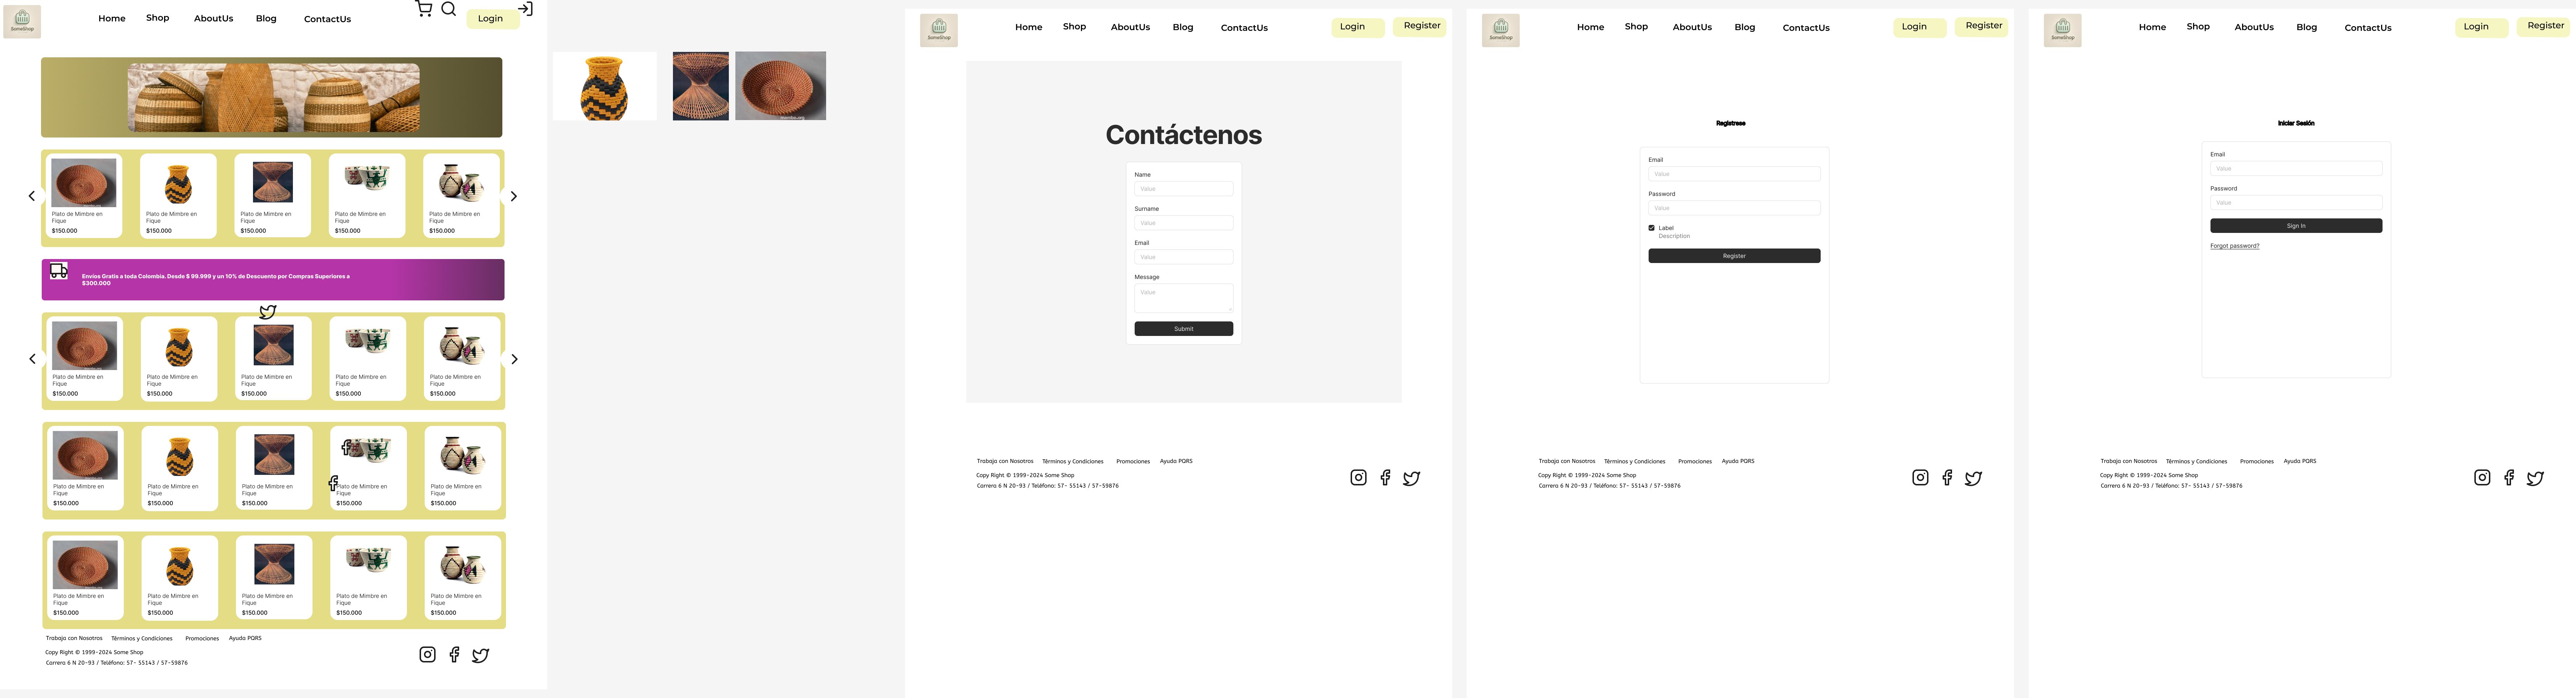 SomeShop
Home Shop AboutUs Blog ContactUs
Login
Plato de Mimbre en
Fique
$150.000
Plato de Mimbre en
Fique
$150.000
Plato de Mimbre en
Fique
$150.000
Plato de Mimbre en
Fique
$150.000
Plato de Mimbre en
Fique
$150.000
Envios Gratis a toda Colombia. Desde $ 99.999 y un 10% de Descuento por Compras Superiores a
$300.000
Plato de Mimbre en
Fique
$150.000
Plato de Mimbre en
Fique
$150.000
Plato de Mimbre en
Fique
$150.000
Plato de Mimbre en
Fique
$150.000
Plato de Mimbre en
Fique
$150.000
Plato de Mimbre en
Fique
$150.000
Plato de Mimbre en
Fique
$150.000
Plato de Mimbre en
Fique
$150.000
Plato de Mimbre en
Fique
$150.000
Plato de Mimbre en
Fique
$150.000
Plato de Mimbre en
Fique
$150.000
Plato de Mimbre en
Fique
$150.000
Plato de Mimbre en
Fique
$150.000
Plato de Mimbre en
Fique
$150.000
Plato de Mimbre en
Fique
$150.000
Trabaja con Nosotros Términos y Condiciones Promociones Ayuda PQRS
Copy Right © 1999-2024 Some Shop
Carrera 6 N 20-93 / Teléfono: 57- 55143 / 57-59876
SomeShop
Home Shop AboutUs Blog ContactUs
Login Register
Contáctenos
Name
Value
Surname
Value
Email
Value
Message
Value
Submit
Trabaja con Nosotros Términos y Condiciones Promociones Ayuda PQRS
Copy Right © 1999-2024 Some Shop
Carrera 6 N 20-93 / Teléfono: 57- 55143 / 57-59876
SomeShop
Home Shop AboutUs Blog ContactUs
Login Register
Registrese
Email
Value
Password
Value
Label
Description
Register
Trabaja con Nosotros Términos y Condiciones Promociones Ayuda PQRS
Copy Right © 1999-2024 Some Shop
Carrera 6 N 20-93 / Teléfono: 57- 55143 / 57-59876
SomeShop
Home Shop AboutUs Blog ContactUs
Login Register
Iniciar Sesión
Email
Value
Password
Value
Sign In
Forgot password?
Trabaja con Nosotros Términos y Condiciones Promociones Ayuda PQRS
Copy Right © 1999-2024 Some Shop
Carrera 6 N 20-93 / Teléfono: 57- 55143 / 57-59876